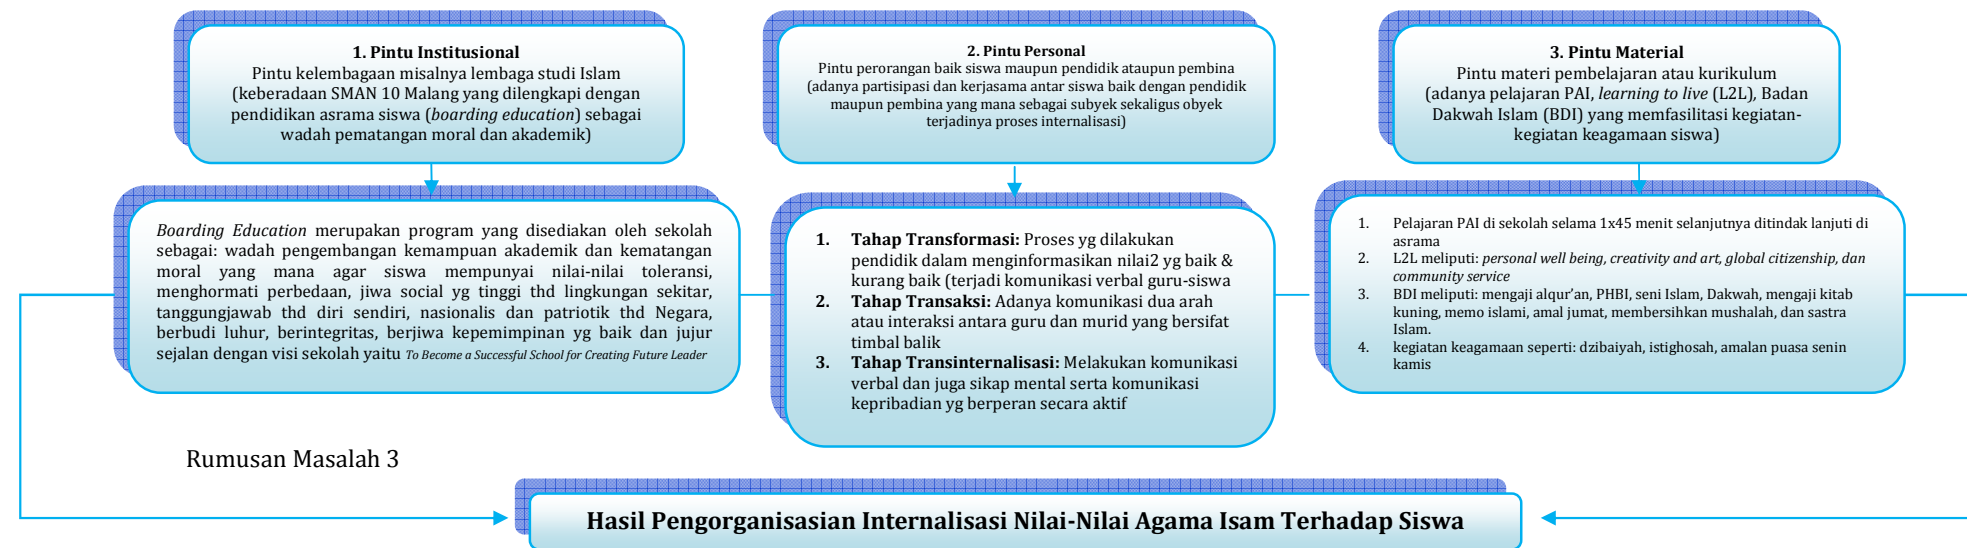 1. Pintu Institusional
Pintu kelembagaan misalnya lembaga studi Islam
(keberadaan SMAN 10 Malang yang dilengkapi dengan
pendidikan asrama siswa (boarding education) sebagai
wadah pematangan moral dan akademik)
2. Pintu Personal
Pintu perorangan baik siswa maupun pendidik ataupun pembina
(adanya partisipasi dan kerjasama antar siswa baik dengan pendidik
maupun pembina yang mana sebagai subyek sekaligus obyek
terjadinya proses internalisasi)
3. Pintu Material
Pintu materi pembelajaran atau kurikulum
(adanya pelajaran PAI, learning to live (L2L), Badan
Dakwah Islam (BDI) yang memfasilitasi kegiatan-
kegiatan keagamaan siswa)
Boarding Education merupakan program yang disediakan oleh sekolah
sebagai: wadah pengembangan kemampuan akademik dan kematangan
moral yang mana agar siswa mempunyai nilai-nilai toleransi,
menghormati perbedaan, jiwa social yg tinggi thd lingkungan sekitar,
tanggungjawab thd diri sendiri, nasionalis dan patriotik thd Negara,
berbudi luhur, berintegritas, berjiwa kepemimpinan yg baik dan jujur
sejalan dengan visi sekolah yaitu To Become a Successful School for Creating Future Leader
1. Tahap Transformasi: Proses yg dilakukan
pendidik dalam menginformasikan nilai2 yg baik &
kurang baik (terjadi komunikasi verbal guru-siswa
2. Tahap Transaksi: Adanya komunikasi dua arah
atau interaksi antara guru dan murid yang bersifat
timbal balik
3. Tahap Transinternalisasi: Melakukan komunikasi
verbal dan juga sikap mental serta komunikasi
kepribadian yg berperan secara aktif
1. Pelajaran PAI di sekolah selama 1x45 menit selanjutnya ditindak lanjuti di
asrama
2. L2L meliputi: personal well being, creativity and art, global citizenship, dan
community service
3. BDI meliputi: mengaji alqur’an, PHBI, seni Islam, Dakwah, mengaji kitab
kuning, memo islami, amal jumat, membersihkan mushalah, dan sastra
Islam.
4. kegiatan keagamaan seperti: dzibaiyah, istighosah, amalan puasa senin
kamis
Rumusan Masalah 3
Hasil Pengorganisasian Internalisasi Nilai-Nilai Agama Isam Terhadap Siswa